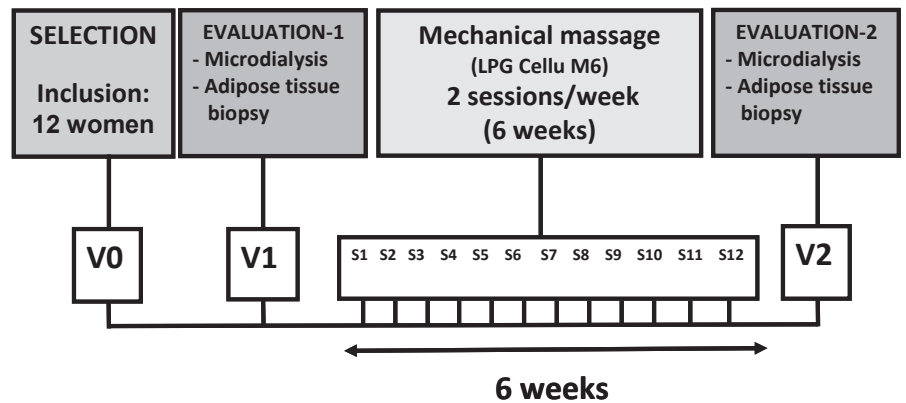 SELECTION
Inclusion:
12 women
EVALUATION-1
- Microdialysis
- Adipose tissue
biopsy
Mechanical massage
(LPG Cellu M6)
2 sessions/week
(6 weeks)
EVALUATION-2
- Microdialysis
- Adipose tissue
biopsy
V0
V1
S1 S2 S3 S4 S5 S6 S7 S8 S9 S10 S11 S12
V2
6 weeks